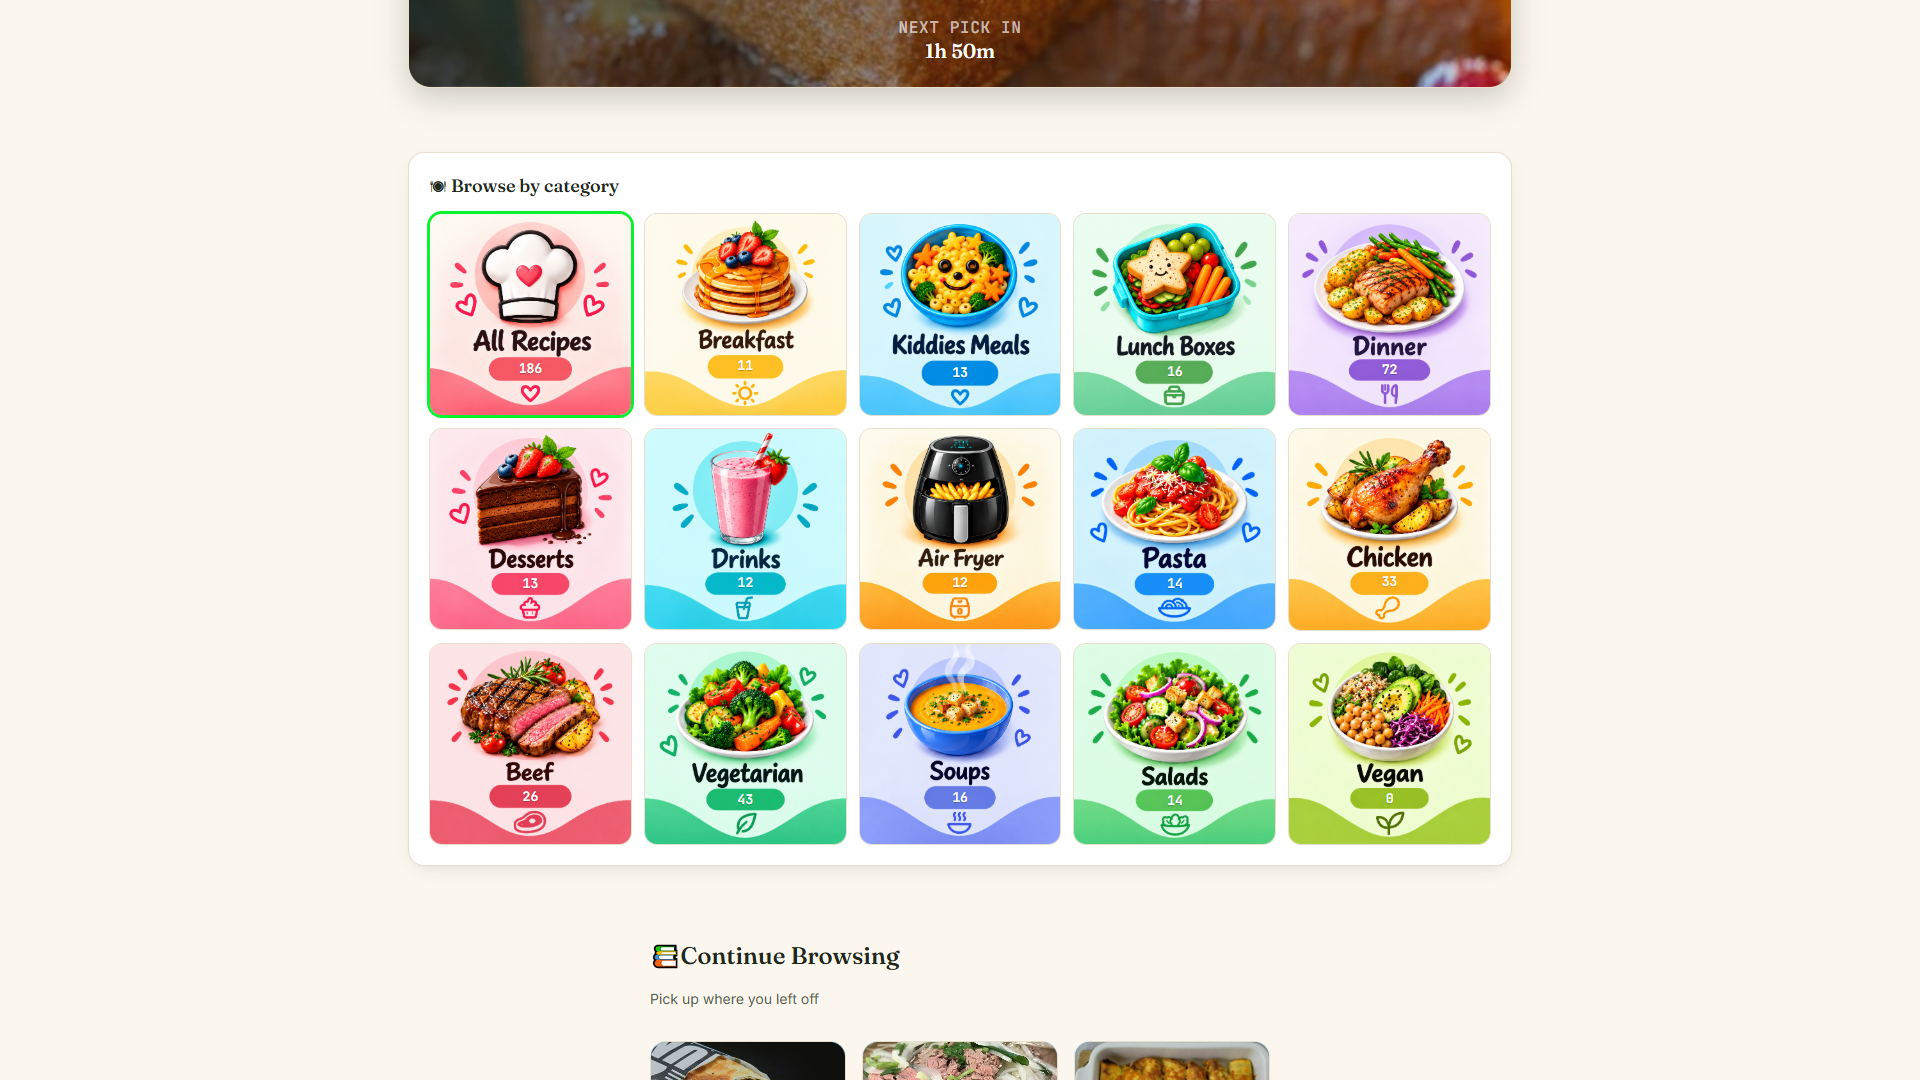 NEXT PICK IN
1h 50m
Browse by category
All Recipes
186
Breakfast
11
Kiddies Meals
13
Lunch Boxes
16
Dinner
72
Desserts
13
Drinks
12
Air Fryer
12
Pasta
14
Chicken
33
Beef
26
Vegetarian
43
Soups
16
Salads
14
Vegan
0
Continue Browsing
Pick up where you left off